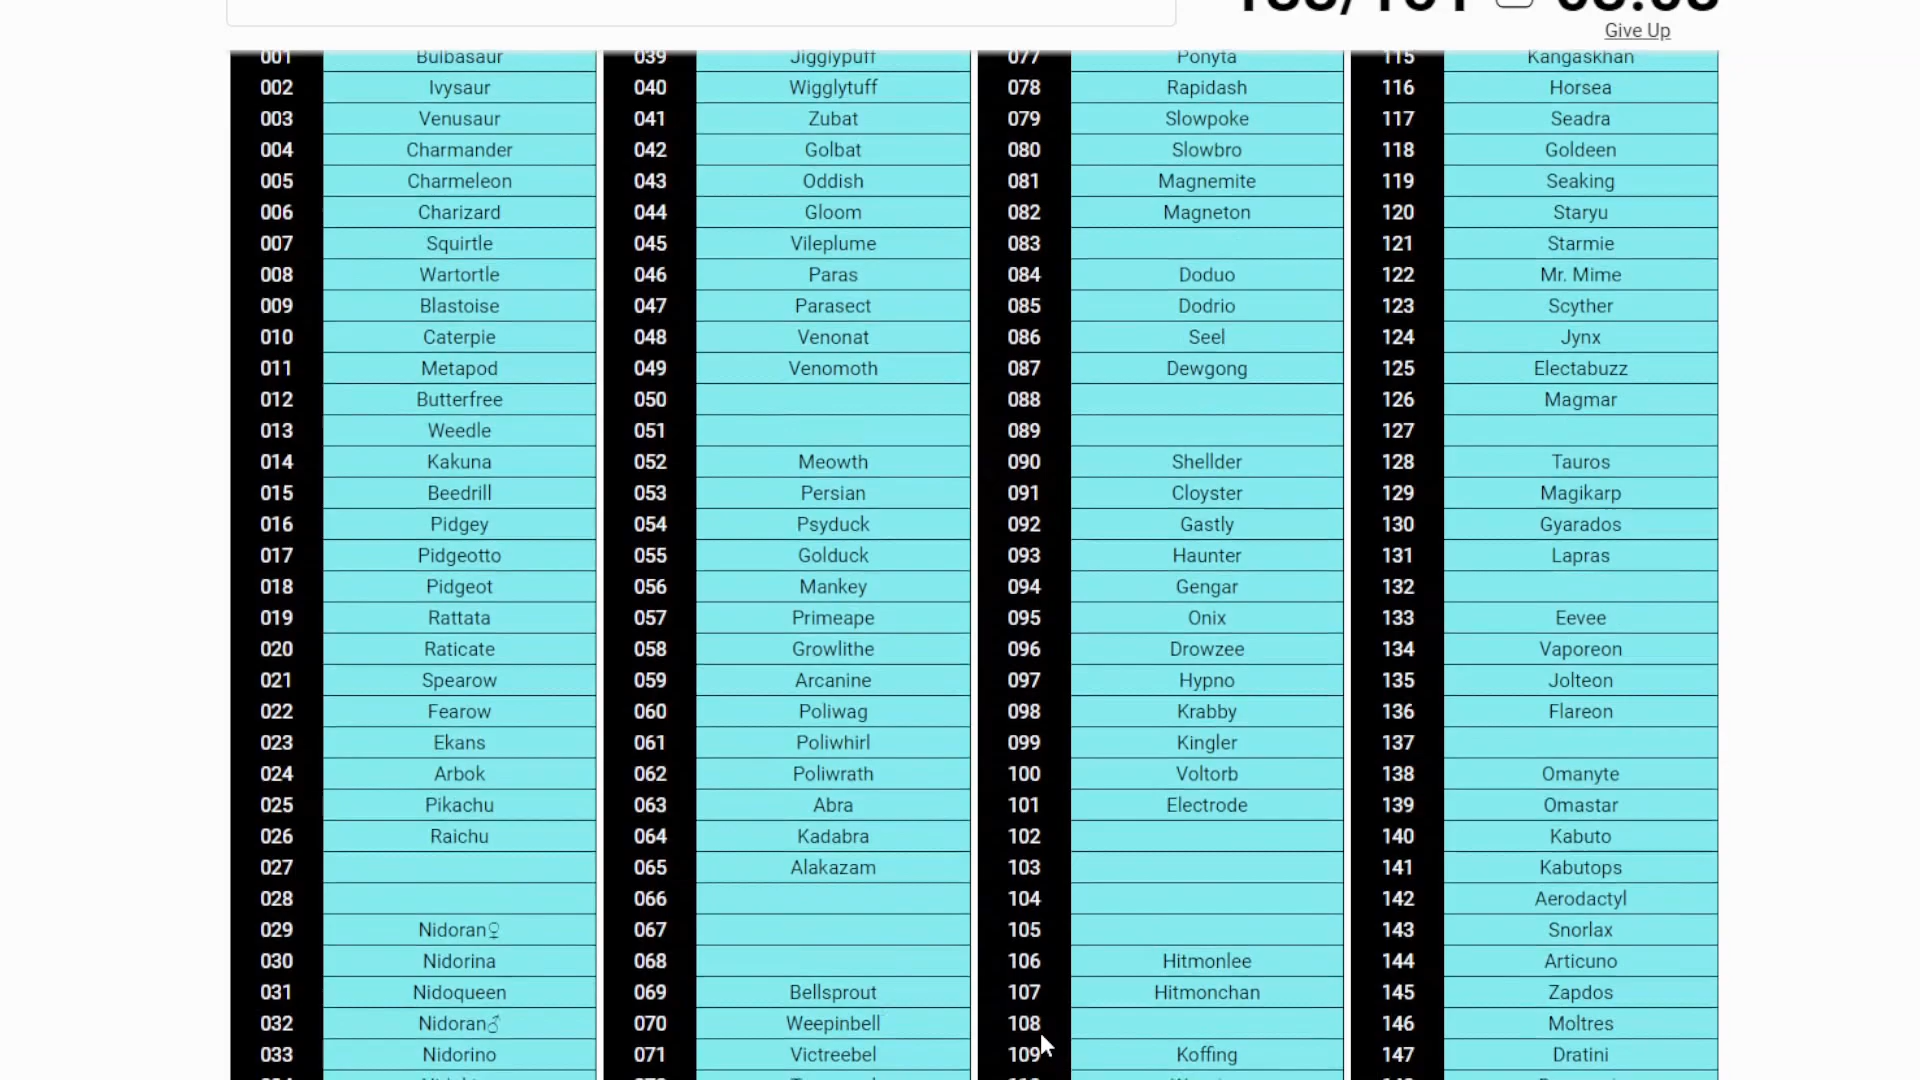 Give Up
001 Bulbasaur 039 Jigglypuff 077 Ponyta 115 Kangaskhan
002 Ivysaur 040 Wigglytuff 078 Rapidash 116 Horsea
003 Venusaur 041 Zubat 079 Slowpoke 117 Seadra
004 Charmander 042 Golbat 080 Slowbro 118 Goldeen
005 Charmeleon 043 Oddish 081 Magnemite 119 Seaking
006 Charizard 044 Gloom 082 Magneton 120 Staryu
007 Squirtle 045 Vileplume 083 121 Starmie
008 Wartortle 046 Paras 084 Doduo 122 Mr. Mime
009 Blastoise 047 Parasect 085 Dodrio 123 Scyther
010 Caterpie 048 Venonat 086 Seel 124 Jynx
011 Metapod 049 Venomoth 087 Dewgong 125 Electabuzz
012 Butterfree 050 088 126 Magmar
013 Weedle 051 089 127
014 Kakuna 052 Meowth 090 Shellder 128 Tauros
015 Beedrill 053 Persian 091 Cloyster 129 Magikarp
016 Pidgey 054 Psyduck 092 Gastly 130 Gyarados
017 Pidgeotto 055 Golduck 093 Haunter 131 Lapras
018 Pidgeot 056 Mankey 094 Gengar 132
019 Rattata 057 Primeape 095 Onix 133 Eevee
020 Raticate 058 Growlithe 096 Drowzee 134 Vaporeon
021 Spearow 059 Arcanine 097 Hypno 135 Jolteon
022 Fearow 060 Poliwag 098 Krabby 136 Flareon
023 Ekans 061 Poliwhirl 099 Kingler 137
024 Arbok 062 Poliwrath 100 Voltorb 138 Omanyte
025 Pikachu 063 Abra 101 Electrode 139 Omastar
026 Raichu 064 Kadabra 102 140 Kabuto
027 065 Alakazam 103 141 Kabutops
028 066 104 142 Aerodactyl
029 Nidoran♀ 067 105 143 Snorlax
030 Nidorina 068 106 Hitmonlee 144 Articuno
031 Nidoqueen 069 Bellsprout 107 Hitmonchan 145 Zapdos
032 Nidoran♂ 070 Weepinbell 108 146 Moltres
033 Nidorino 071 Victreebel 109 Koffing 147 Dratini